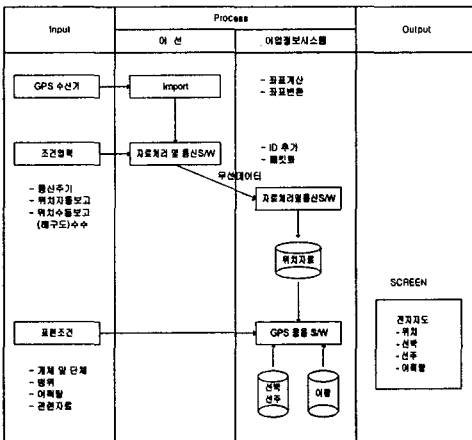 Input
Process
Output
어 선
어업정보시스템
GPS 수신기
Import
- 좌표계산
- 좌표변환
조건입력
자료처리 및 통신S/W
- ID 추가
- 패킷화
무선데이터
- 통신주기
- 위치자동보고
- 위치수동보고
(해구도)수수
자료처리및통신S/W
위치자료
SCREEN
전자지도
- 위치
- 선박
- 선주
- 어획량
표현조건
GPS 응용 S/W
- 개체 및 단체
- 범위
- 어획량
- 관련자료
선박
선주
어황